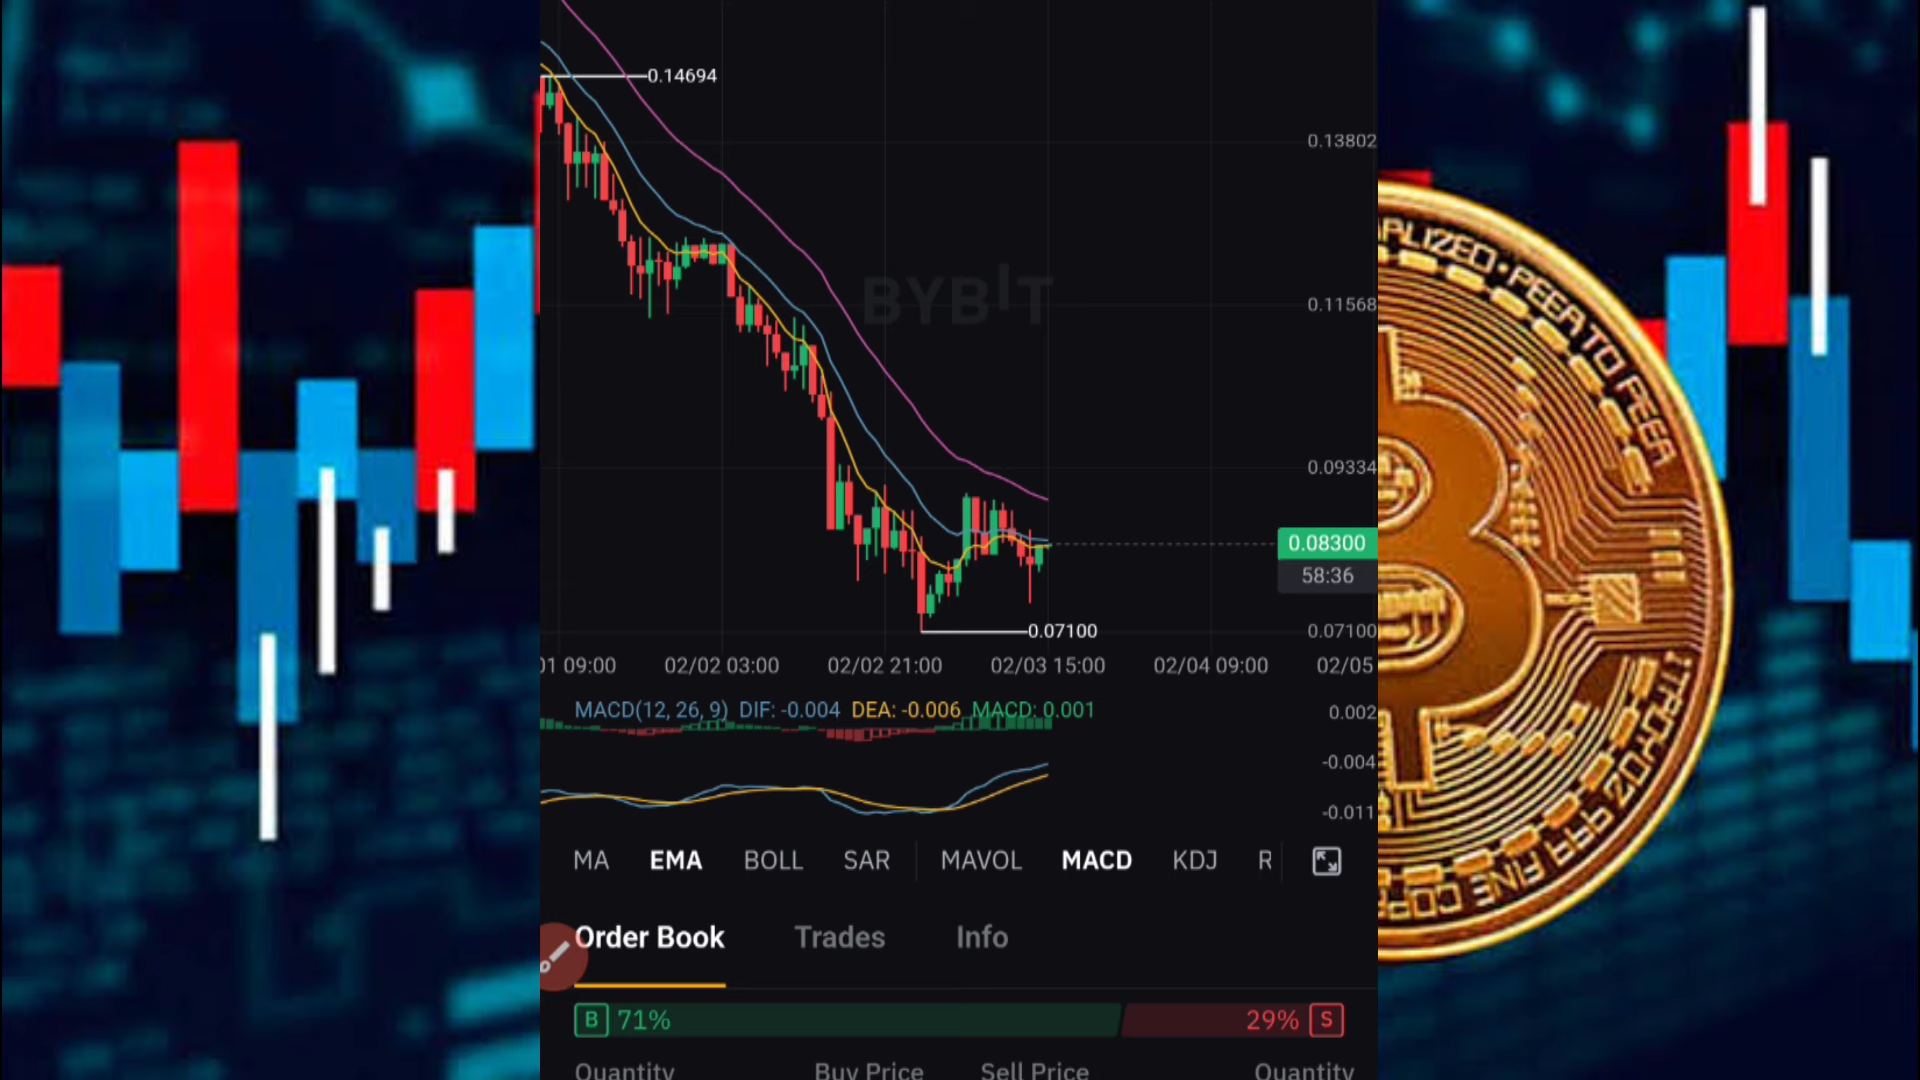 0.14694
0.13802
BYBIT
0.11568
0.09334
0.08300
58:36
0.07100
0.07100
01 09:00 02/02 03:00 02/02 21:00 02/03 15:00 02/04 09:00 02/05
MACD(12, 26, 9) DIF: -0.004 DEA: -0.006 MACD: 0.001
0.002
-0.004
-0.011
MA EMA BOLL SAR MAVOL MACD KDJ R
Order Book Trades Info
B 71% 29% S
Quantity Buy Price Sell Price Quantity
PEER TO PEER